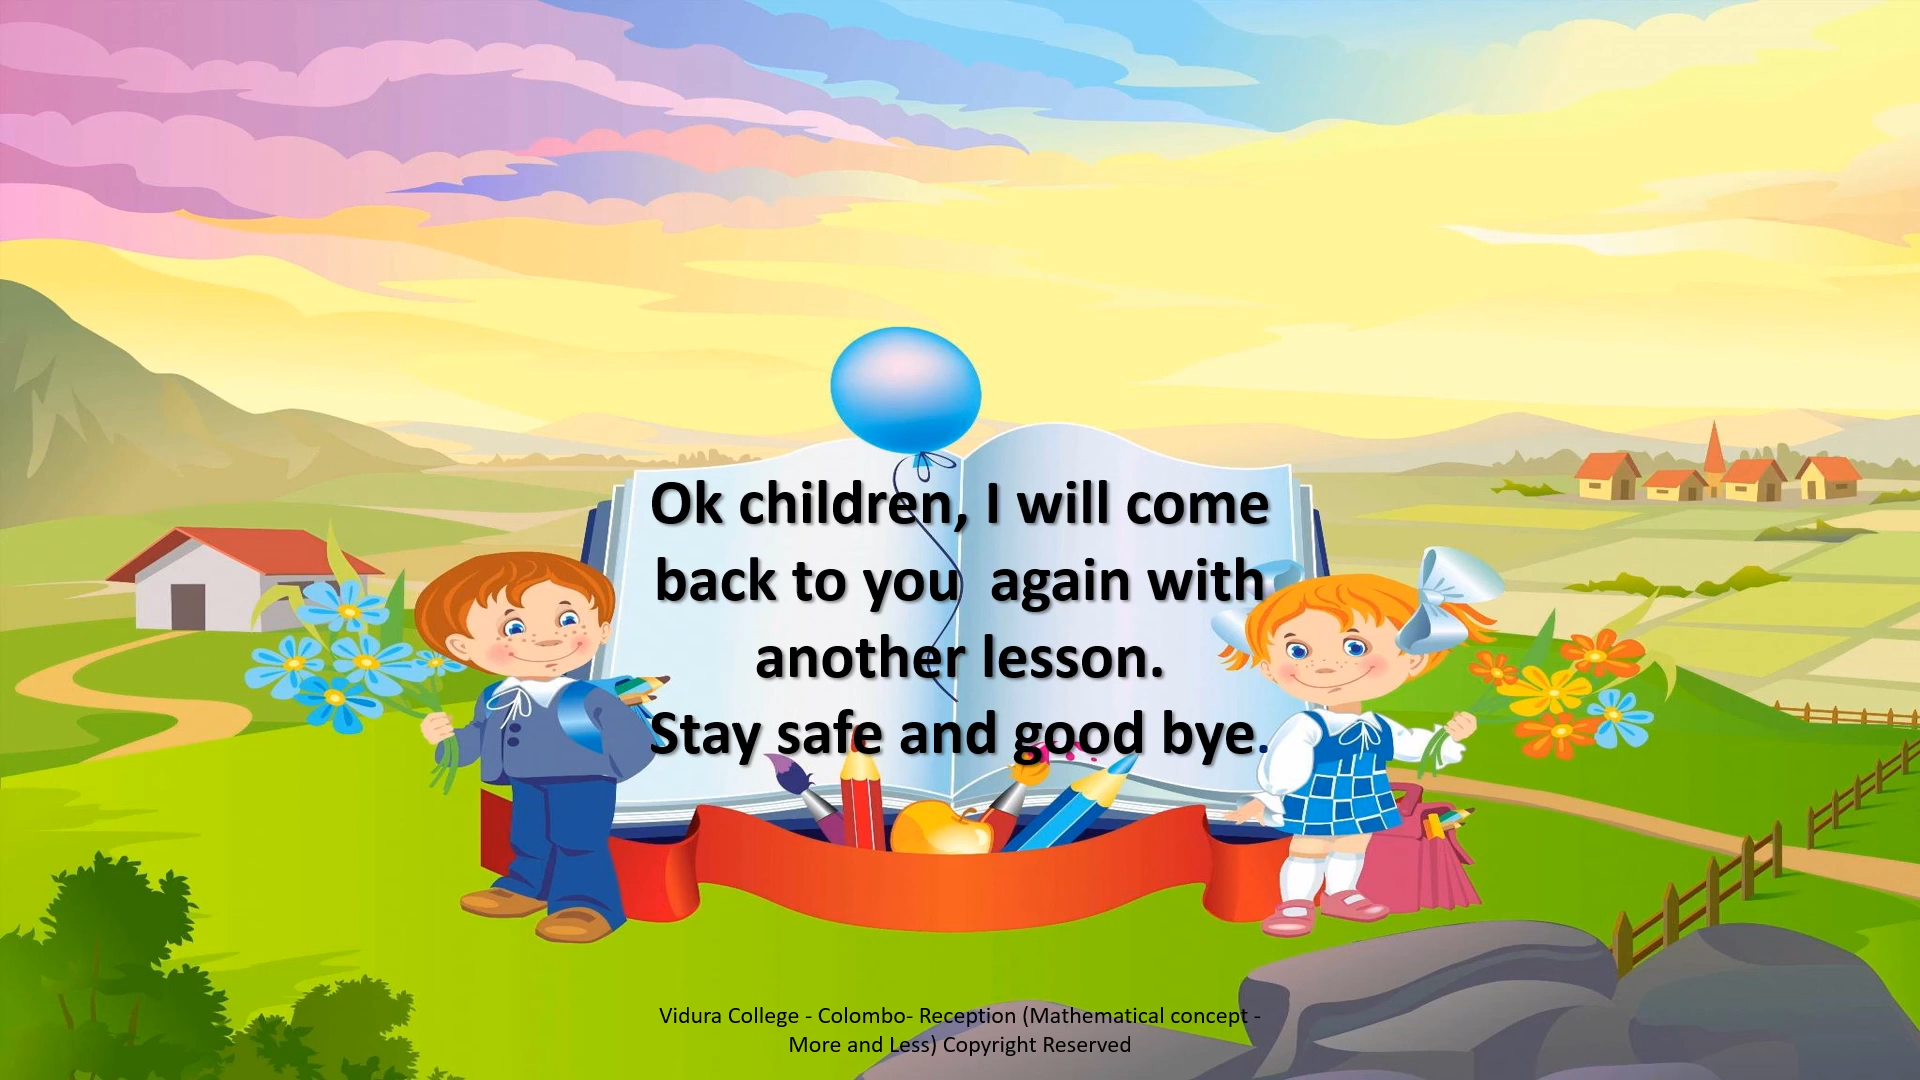 Ok children, I will come
back to you  again with
another lesson.
Stay safe and good bye.
Vidura College - Colombo- Reception (Mathematical concept -
More and Less) Copyright Reserved